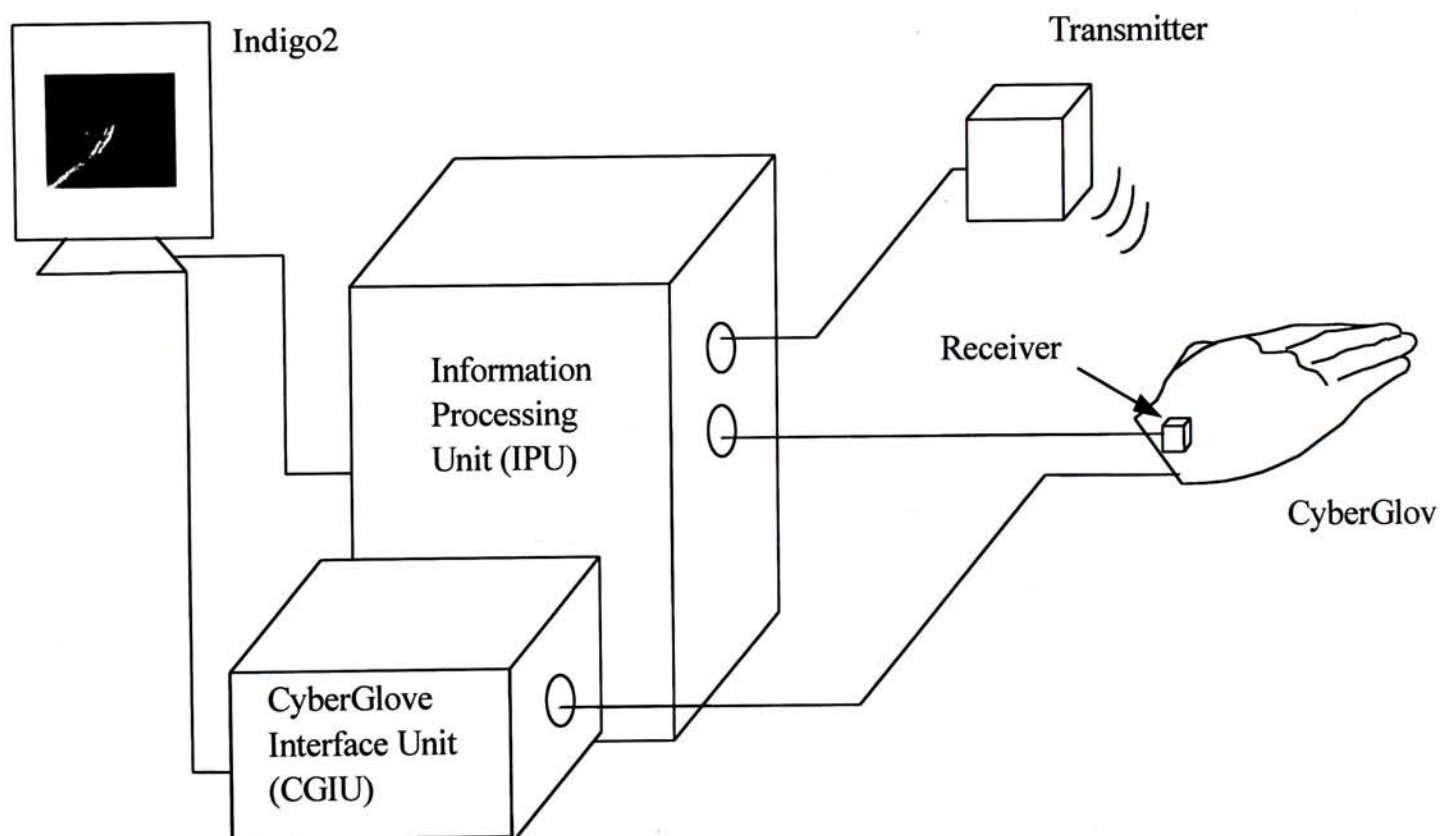 Indigo2
Transmitter
Information
Processing
Unit (IPU)
Receiver
CyberGlov
CyberGlove
Interface Unit
(CGIU)